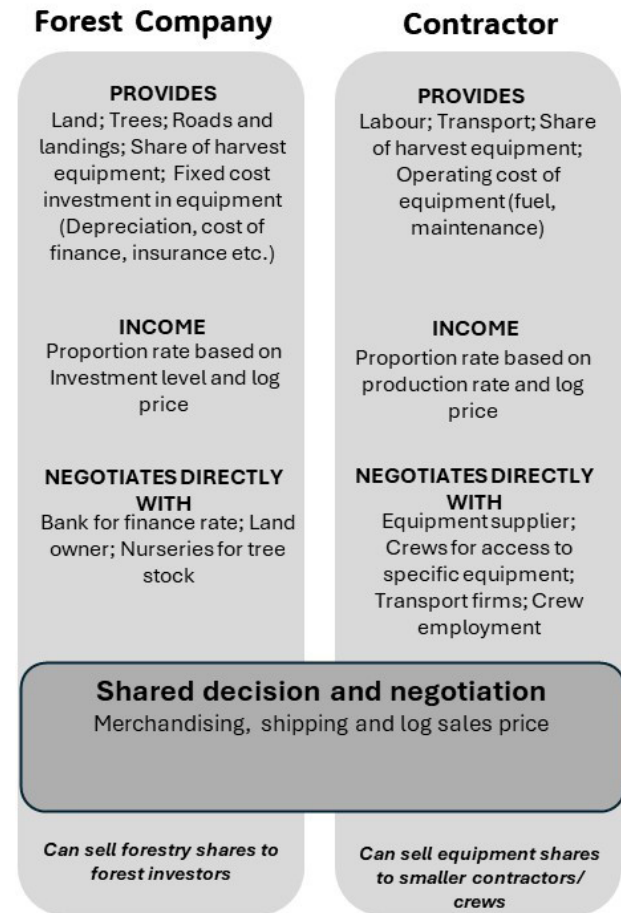 Forest Company
PROVIDES
Land; Trees; Roads and
landings; Share of harvest
equipment; Fixed cost
investment in equipment
(Depreciation, cost of
finance, insurance etc.)
INCOME
Proportion rate based on
Investment level and log
price
NEGOTIATES DIRECTLY
WITH
Bank for finance rate; Land
owner; Nurseries for tree
stock
Contractor
PROVIDES
Labour; Transport; Share
of harvest equipment;
Operating cost of
equipment (fuel,
maintenance)
INCOME
Proportion rate based on
production rate and log
price
NEGOTIATES DIRECTLY
WITH
Equipment supplier;
Crews for access to
specific equipment;
Transport firms; Crew
employment
Shared decision and negotiation
Merchandising, shipping and log sales price
Can sell forestry shares to
forest investors
Can sell equipment shares
to smaller contractors/
crews